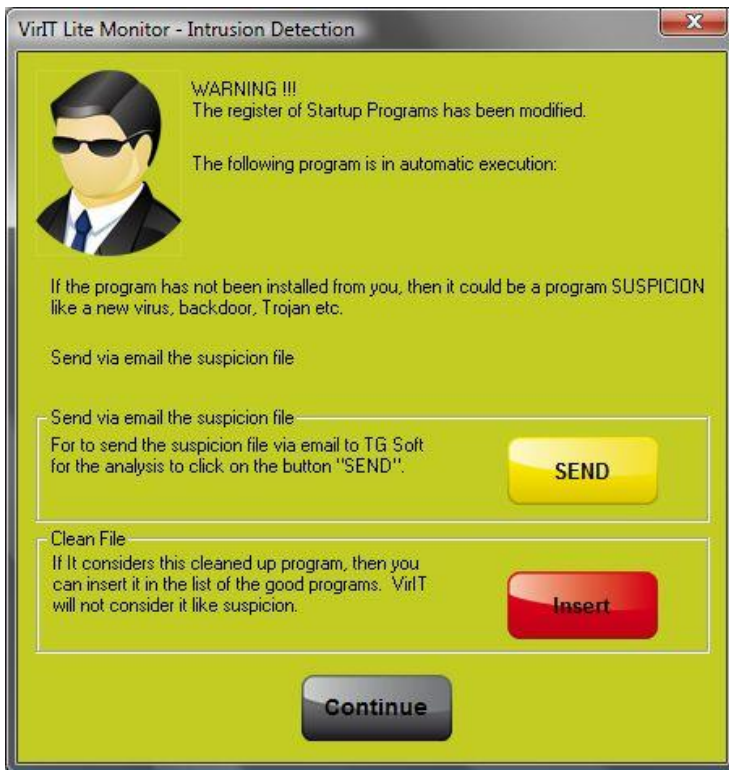 VirIT Lite Monitor - Intrusion Detection
X
WARNING !!!
The register of Startup Programs has been modified.
The following program is in automatic execution:
If the program has not been installed from you, then it could be a program SUSPICION
like a new virus, backdoor, Trojan etc.
Send via email the suspicion file
Send via email the suspicion file
For to send the suspicion file via email to TG Soft
for the analysis to click on the button "SEND".
SEND
Clean File
If It considers this cleaned up program, then you
can insert it in the list of the good programs. VirIT
will not consider it like suspicion.
Insert
Continue